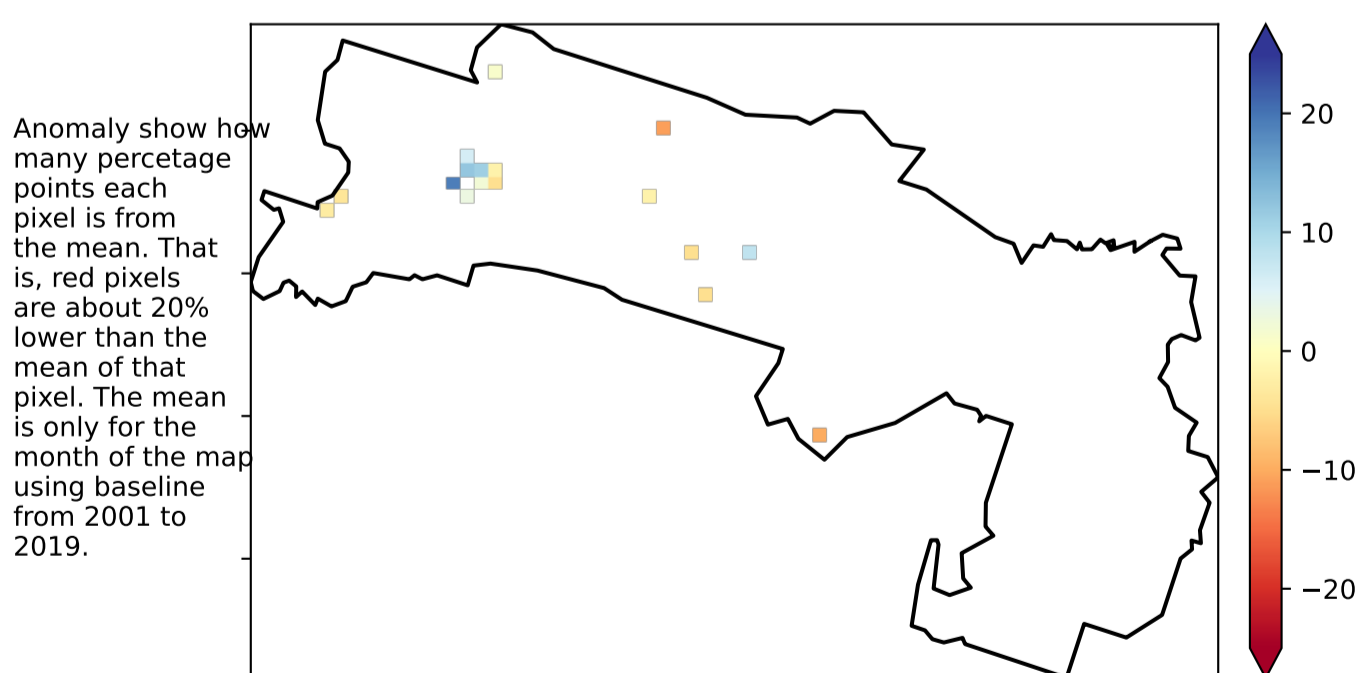 Anomaly show how
many percetage
points each
pixel is from
the mean. That
is, red pixels
are about 20%
lower than the
mean of that
pixel. The mean
is only for the
month of the map
using baseline
from 2001 to
2019.
20
10
0
−10
−20